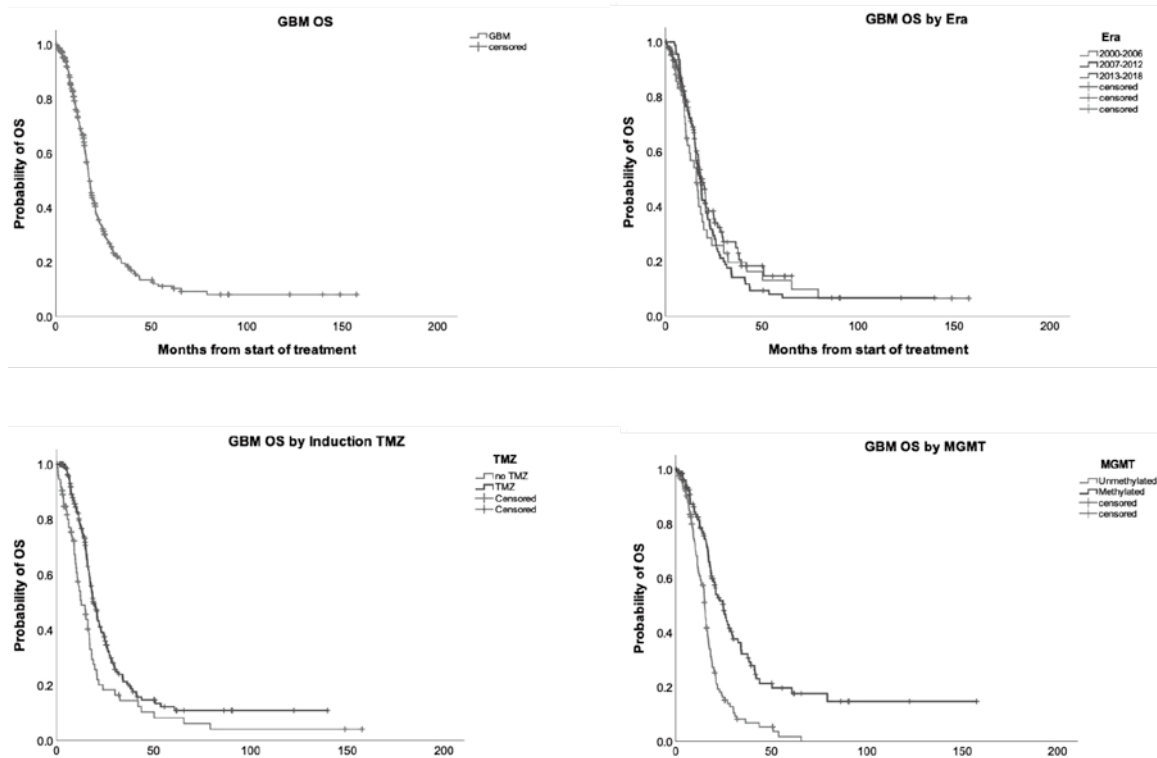 GBM OS
GBM
censored
1.0
0.8
0.6
0.4
0.2
0.0
Probability of OS
0 50 100 150 200
Months from start of treatment
GBM OS by Era
Era
2000-2006
2007-2012
2013-2018
censored
censored
censored
1.0
0.8
0.6
0.4
0.2
0.0
Probability of OS
0 50 100 150 200
Months from start of treatment
GBM OS by Induction TMZ
TMZ
no TMZ
TMZ
Censored
Censored
1.0
0.8
0.6
0.4
0.2
0.0
Probability of OS
0 50 100 150 200
GBM OS by MGMT
MGMT
Unmethylated
Methylated
censored
censored
1.0
0.8
0.6
0.4
0.2
0.0
Probability of OS
0 50 100 150 200